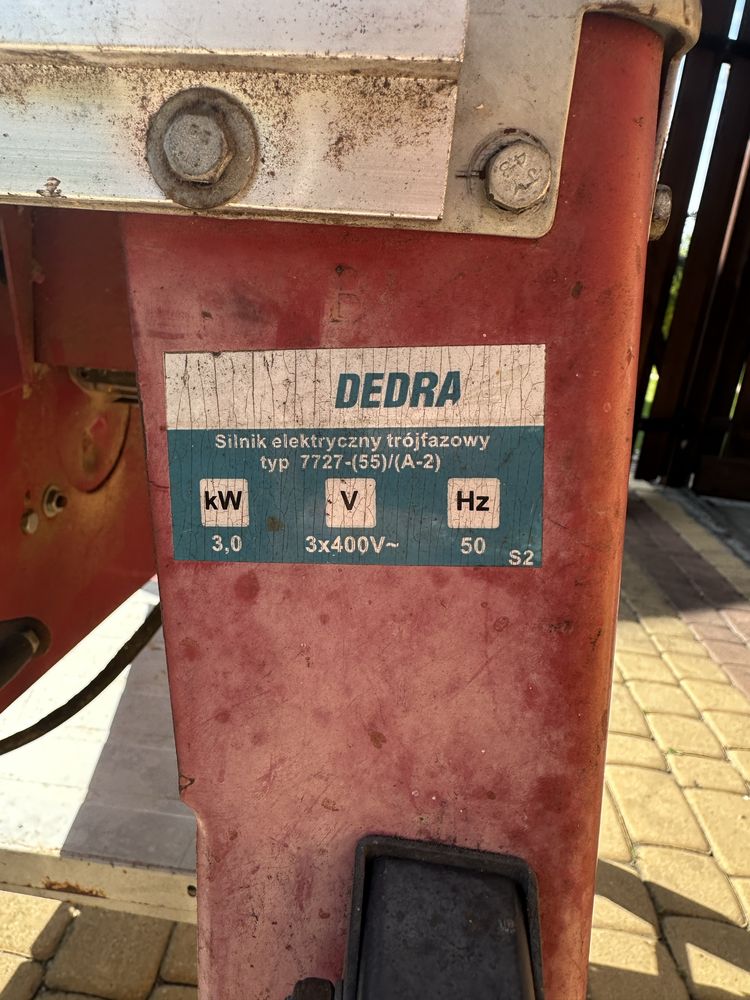 DEDRA
Silnik elektryczny trójfazowy
typ 7727-(55)/(A-2)
kW V Hz
3,0 3x400V~ 50 S2